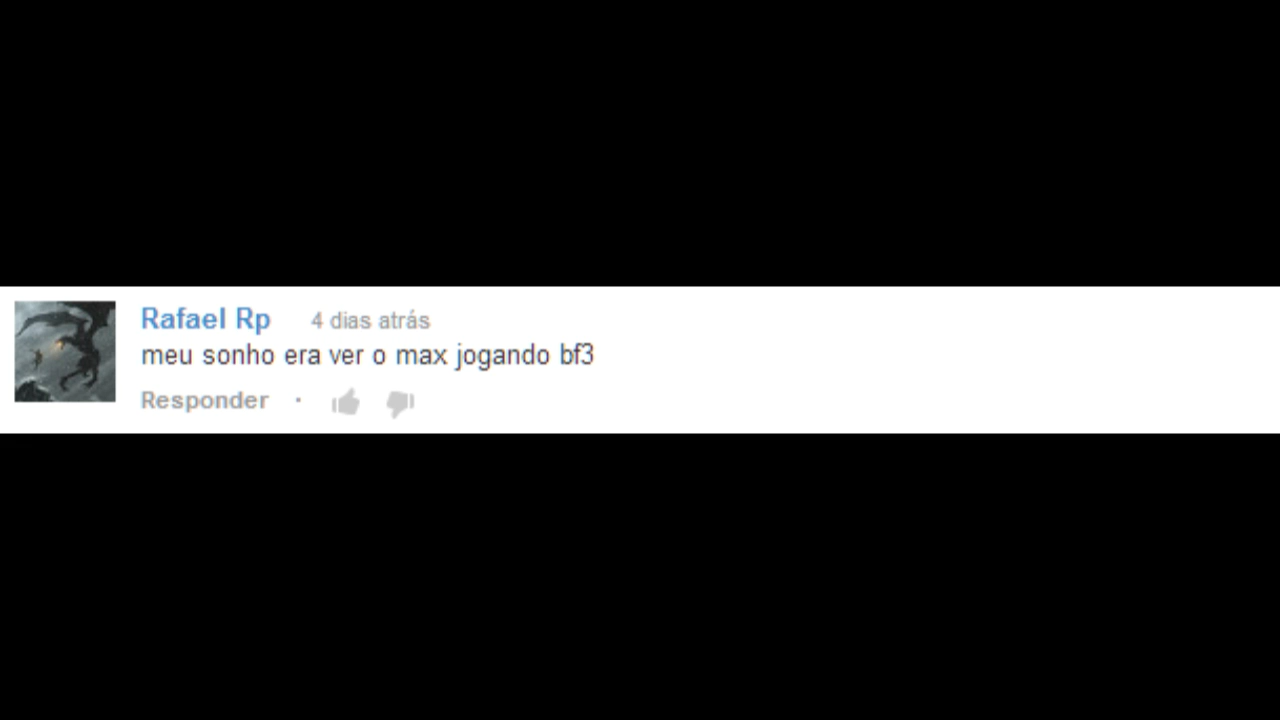 Rafael Rp 4 dias atrás
meu sonho era ver o max jogando bf3
Responder ·